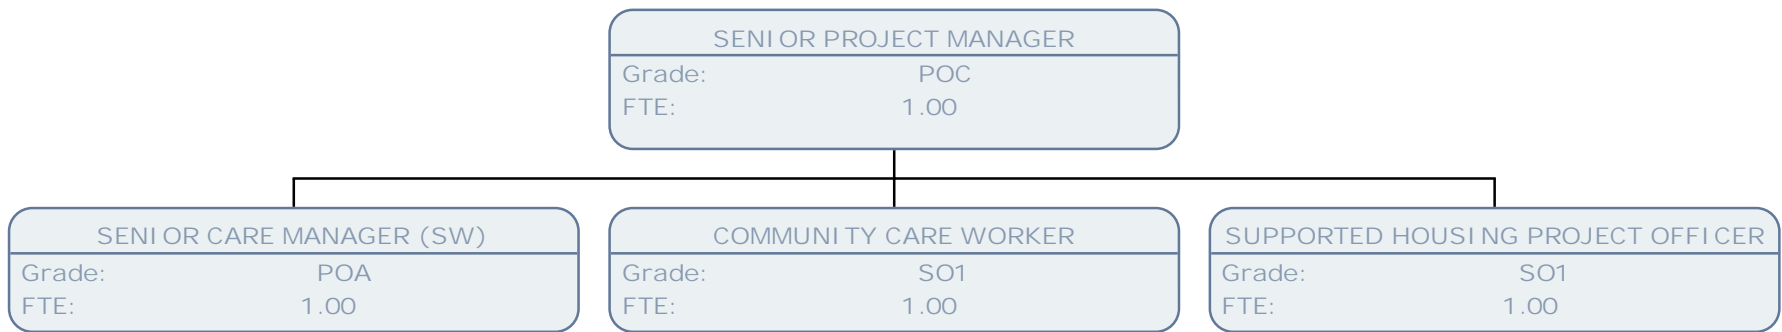 SENIOR PROJECT MANAGER
Grade: POC
FTE: 1.00
SENIOR CARE MANAGER (SW)
Grade: POA
FTE: 1.00
COMMUNITY CARE WORKER
Grade: SO1
FTE: 1.00
SUPPORTED HOUSING PROJECT OFFICER
Grade: SO1
FTE: 1.00